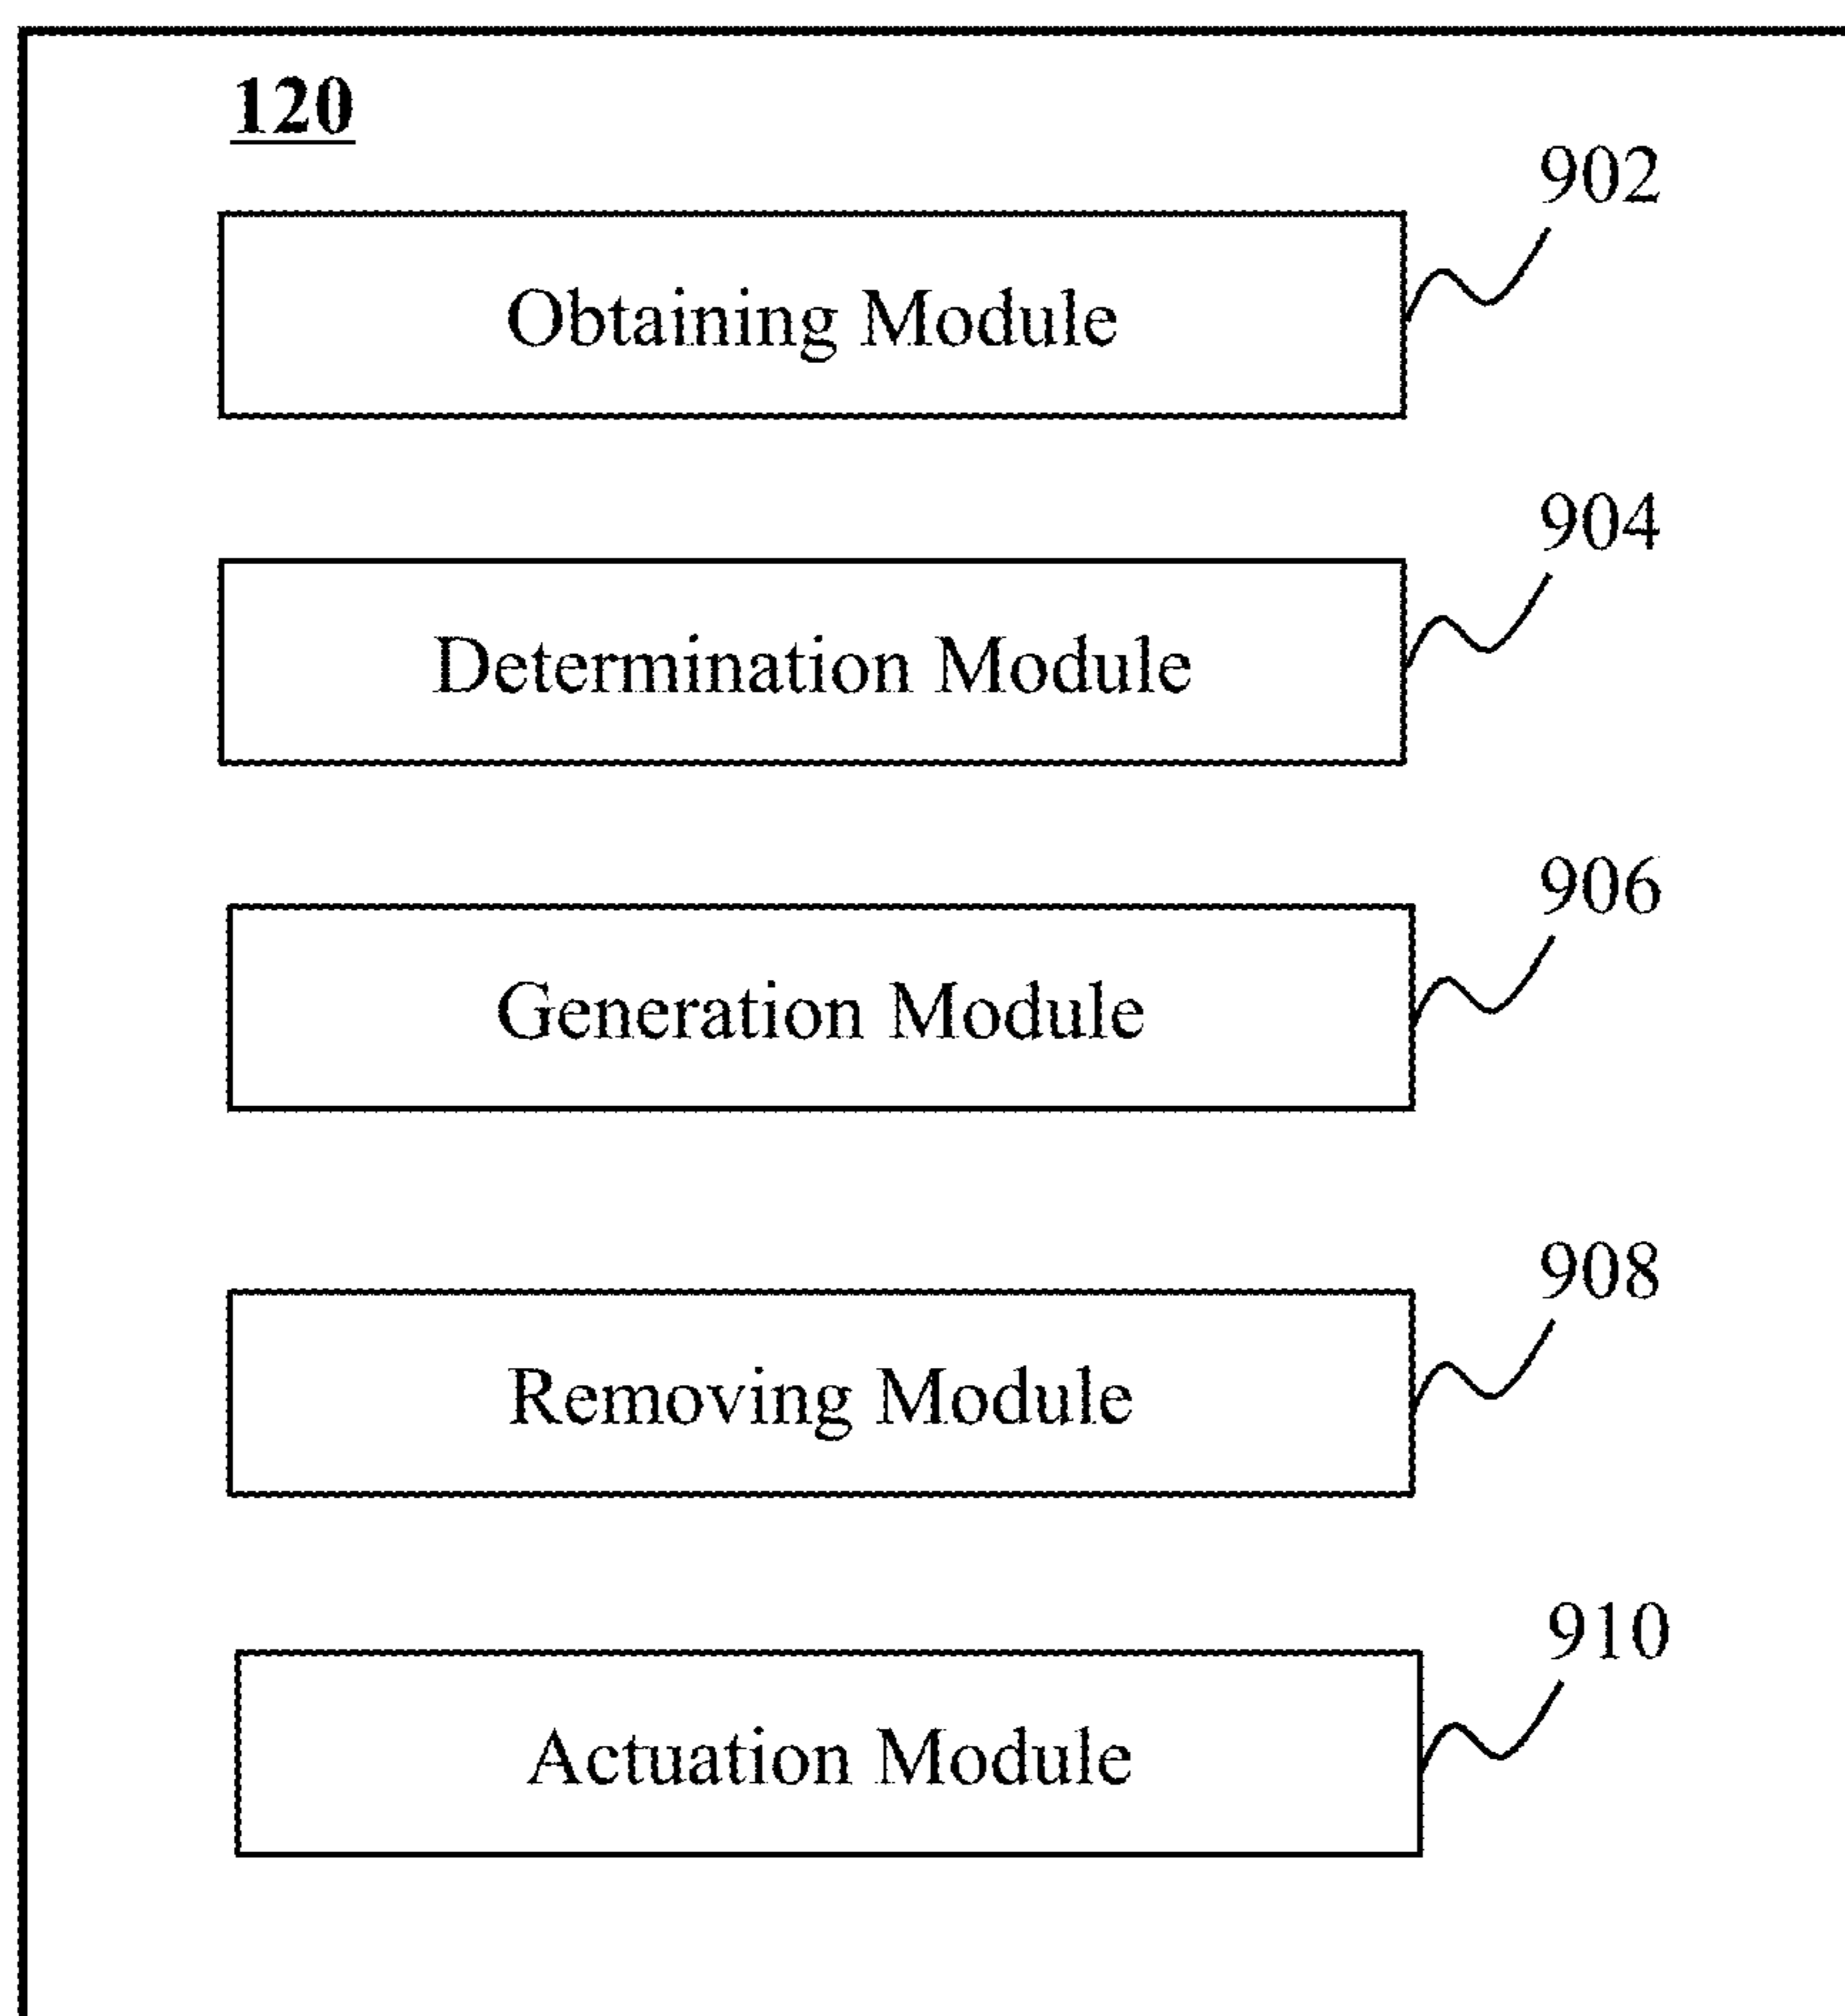 120
902
Obtaining Module
904
Determination Module
906
Generation Module
908
Removing Module
910
Actuation Module